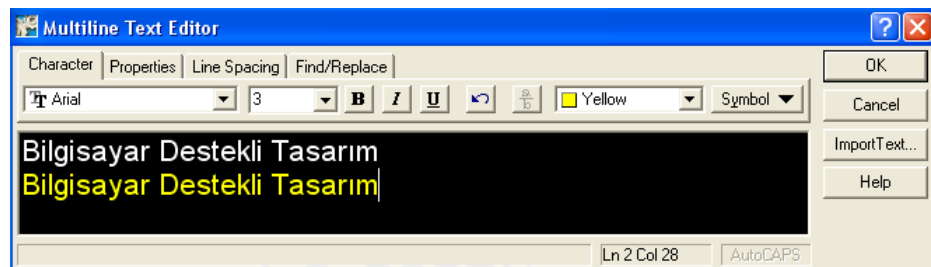 Multiline Text Editor
Character Properties Line Spacing Find/Replace
Arial 3 B I U a/b Yellow Symbol
OK
Cancel
ImportText...
Help
Bilgisayar Destekli Tasarım
Bilgisayar Destekli Tasarım
Ln 2 Col 28 AutoCAPS